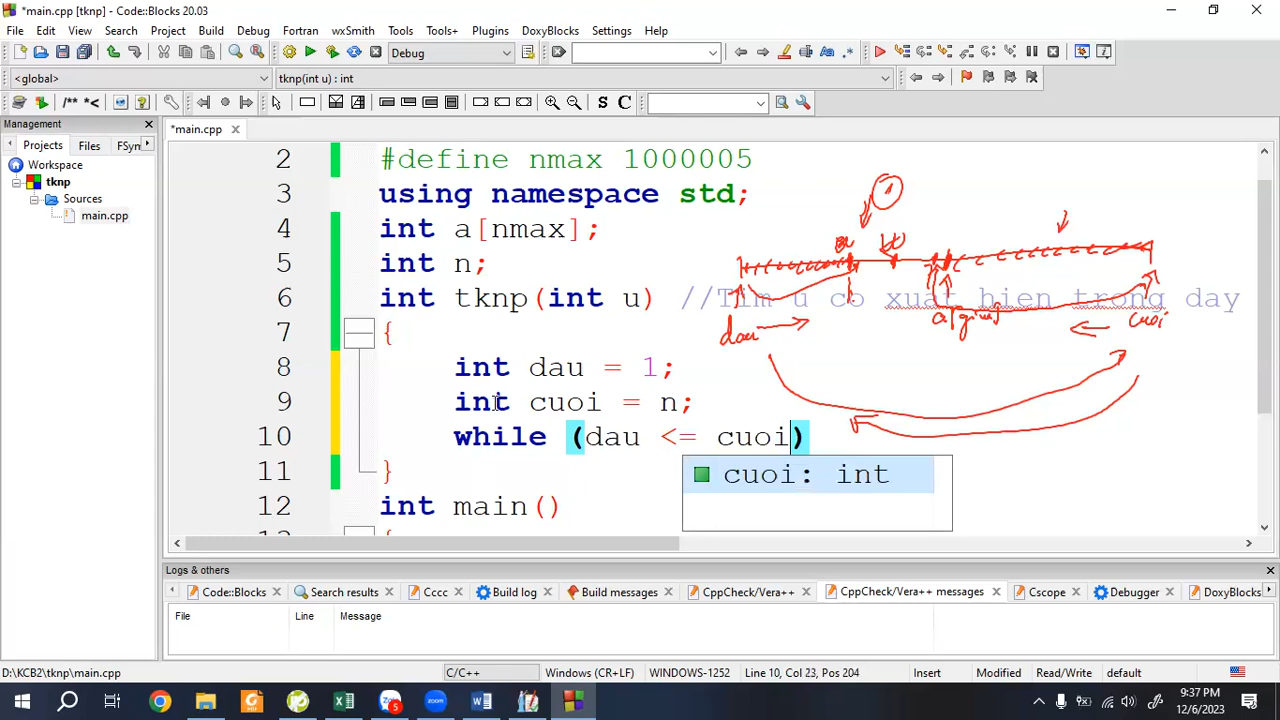 *main.cpp [tknp] - Code::Blocks 20.03
File Edit View Search Project Build Debug Fortran wxSmith Tools Tools+ Plugins DoxyBlocks Settings Help
Debug
<global> tknp(int u) : int
/** *< S C
Management
Projects Files FSyn
Workspace
tknp
Sources
main.cpp
*main.cpp
2 #define nmax 1000005
3 using namespace std;
4 int a[nmax];
5 int n;
6 int tknp(int u) //Tim u co xuat hien trong day
7 {
8 int dau = 1;
9 int cuoi = n;
10 while (dau <= cuoi)
cuoi: int
11 }
12 int main()
1
dau
a[giua]
cuoi
Logs & others
Code::Blocks Search results Cccc Build log Build messages CppCheck/Vera++ CppCheck/Vera++ messages Cscope Debugger DoxyBlocks
File Line Message
D:\KCB2\tknp\main.cpp C/C++ Windows (CR+LF) WINDOWS-1252 Line 10, Col 23, Pos 204 Insert Modified Read/Write default
5 zoom
9:37 PM
12/6/2023